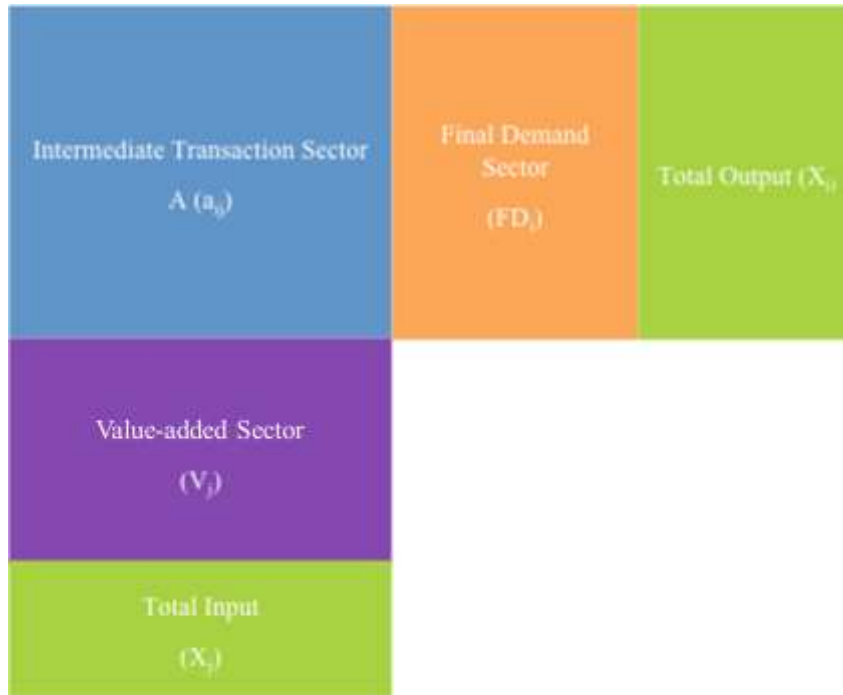 Intermediate Transaction Sector
A (aᵢⱼ)
Final Demand
Sector
(FDᵢ)
Total Output (Xᵢ)
Value-added Sector
(Vⱼ)
Total Input
(Xⱼ)